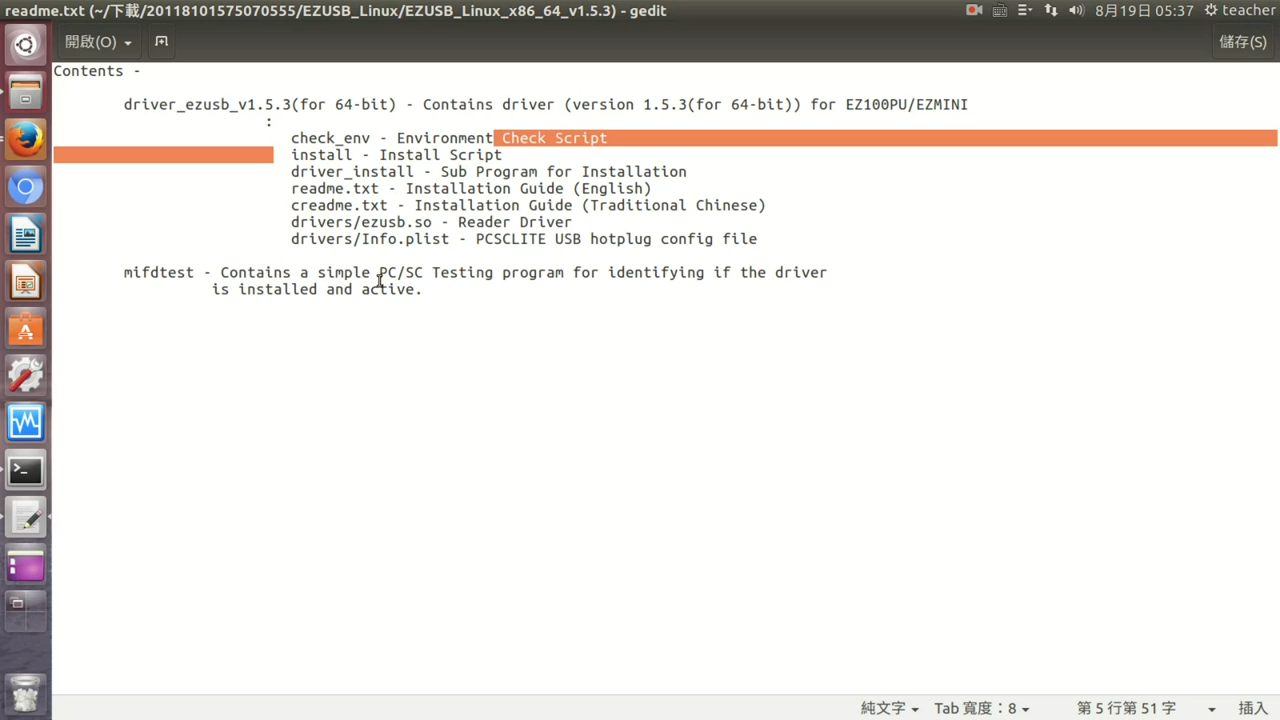 readme.txt (~/下載/20118101575070555/EZUSB_Linux/EZUSB_Linux_x86_64_v1.5.3) - gedit
8月19日 05:37 teacher
開啟(O) 儲存(S)
Contents -
driver_ezusb_v1.5.3(for 64-bit) - Contains driver (version 1.5.3(for 64-bit)) for EZ100PU/EZMINI
:
check_env - Environment Check Script
install - Install Script
driver_install - Sub Program for Installation
readme.txt - Installation Guide (English)
creadme.txt - Installation Guide (Traditional Chinese)
drivers/ezusb.so - Reader Driver
drivers/Info.plist - PCSCLITE USB hotplug config file
mifdtest - Contains a simple PC/SC Testing program for identifying if the driver
is installed and active.
純文字 Tab 寬度：8 第 5 行第 51 字 插入